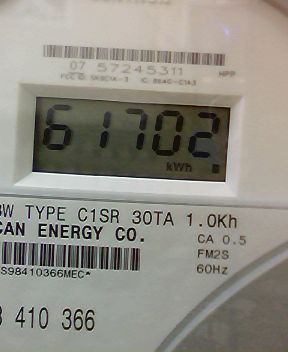 07 57245311 HPP
61702
kWh
TYPE C1SR 30TA 1.0Kh
CAN ENERGY CO.
CA 0.5
FM2S
60Hz
S98410366MEC*
410 366